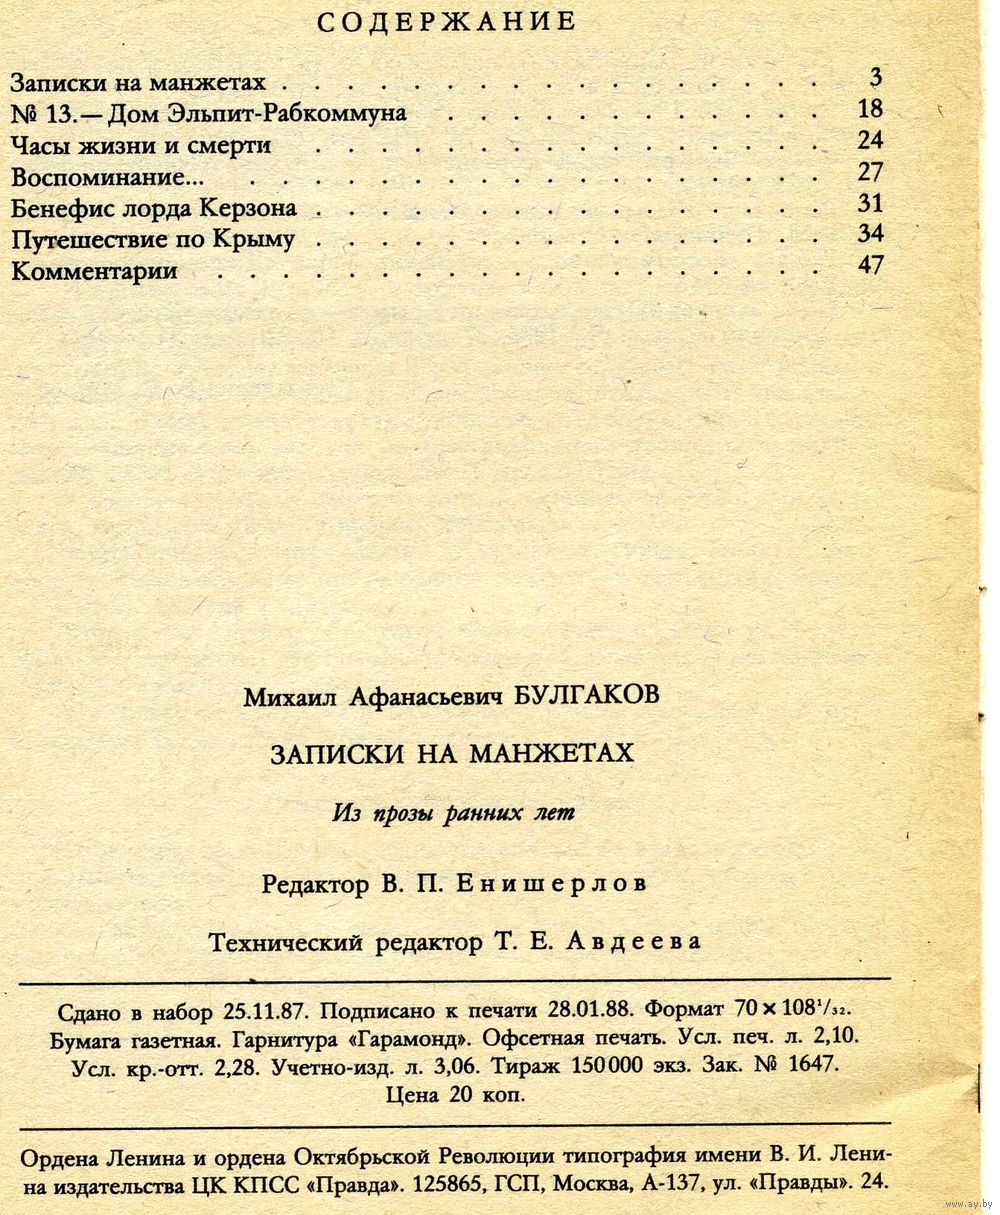 СОДЕРЖАНИЕ
Записки на манжетах . . . . . . . . . . . . . . . . . 3
№ 13.—Дом Эльпит-Рабкоммуна . . . . . . . . . . . . 18
Часы жизни и смерти . . . . . . . . . . . . . . . . 24
Воспоминание... . . . . . . . . . . . . . . . . . . 27
Бенефис лорда Керзона . . . . . . . . . . . . . . . . 31
Путешествие по Крыму . . . . . . . . . . . . . . . . 34
Комментарии . . . . . . . . . . . . . . . . . . . 47
Михаил Афанасьевич БУЛГАКОВ
ЗАПИСКИ НА МАНЖЕТАХ
Из прозы ранних лет
Редактор В. П. Енишерлов
Технический редактор Т. Е. Авдеева
Сдано в набор 25.11.87. Подписано к печати 28.01.88. Формат 70×108¹/₃₂.
Бумага газетная. Гарнитура «Гарамонд». Офсетная печать. Усл. печ. л. 2,10.
Усл. кр.-отт. 2,28. Учетно-изд. л. 3,06. Тираж 150000 экз. Зак. № 1647.
Цена 20 коп.
Ордена Ленина и ордена Октябрьской Революции типография имени В. И. Лени-
на издательства ЦК КПСС «Правда». 125865, ГСП, Москва, А-137, ул. «Правды». 24.
www.ay.by